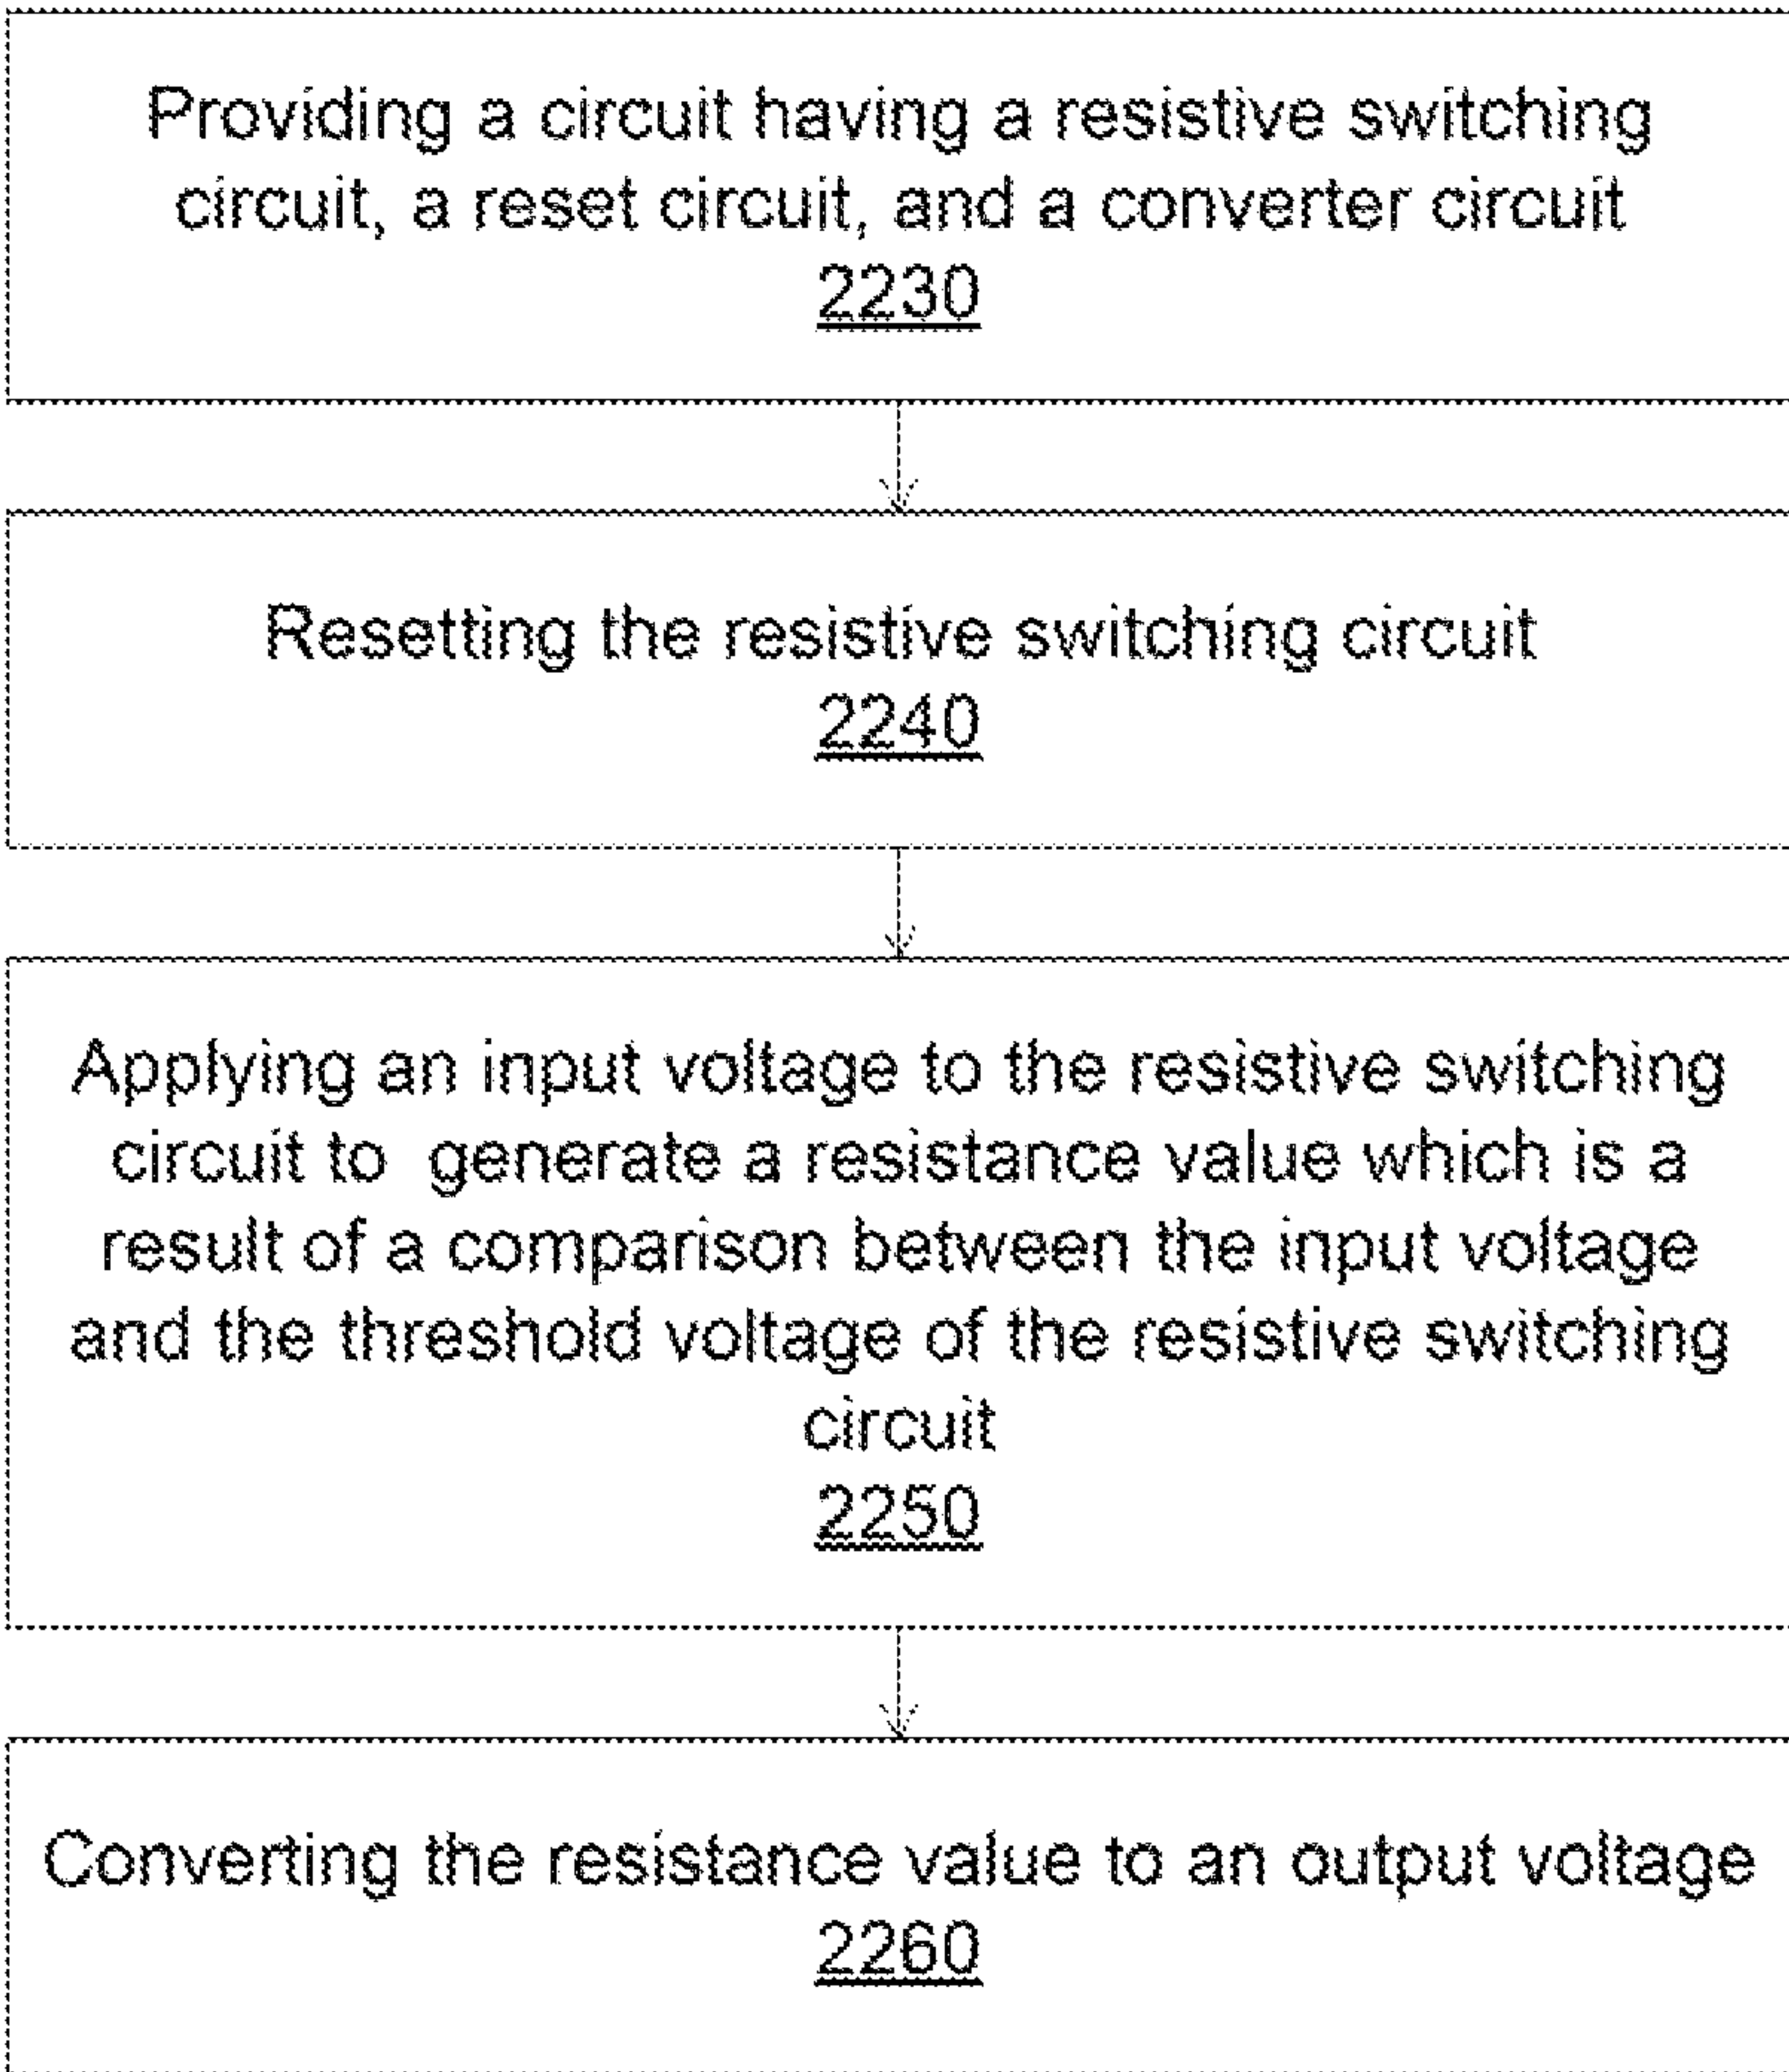 Providing a circuit having a resistive switching
circuit, a reset circuit, and a converter circuit
2230
Resetting the resistive switching circuit
2240
Applying an input voltage to the resistive switching
circuit to generate a resistance value which is a
result of a comparison between the input voltage
and the threshold voltage of the resistive switching
circuit
2250
Converting the resistance value to an output voltage
2260